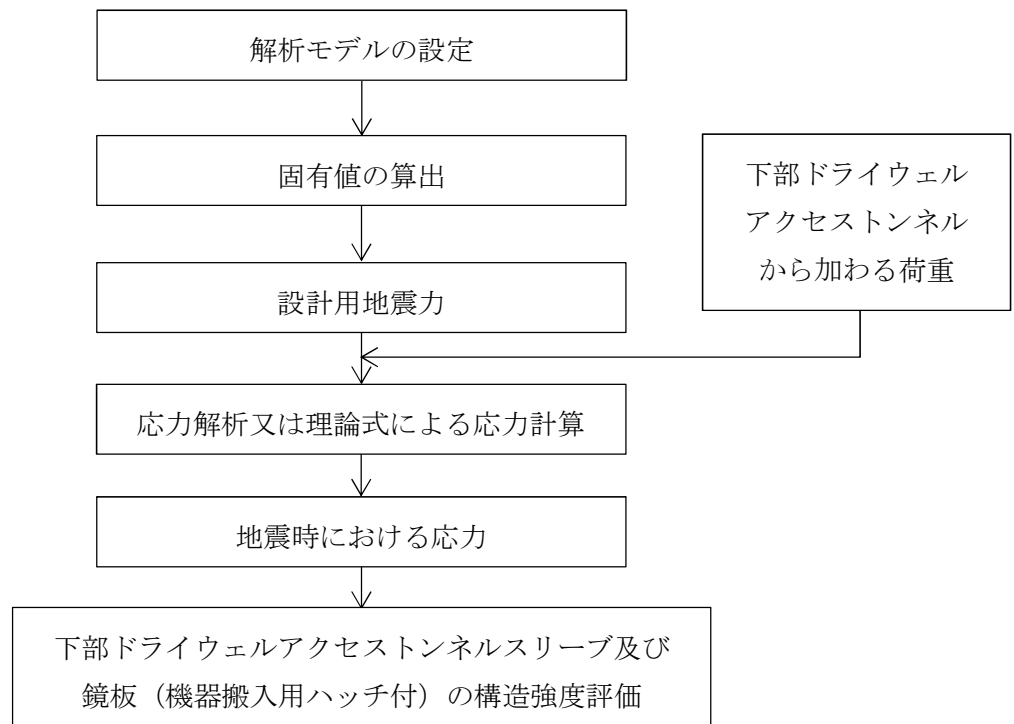 解析モデルの設定
固有値の算出
下部ドライウェル
アクセストンネル
から加わる荷重
設計用地震力
応力解析又は理論式による応力計算
地震時における応力
下部ドライウェルアクセストンネルスリーブ及び
鏡板（機器搬入用ハッチ付）の構造強度評価